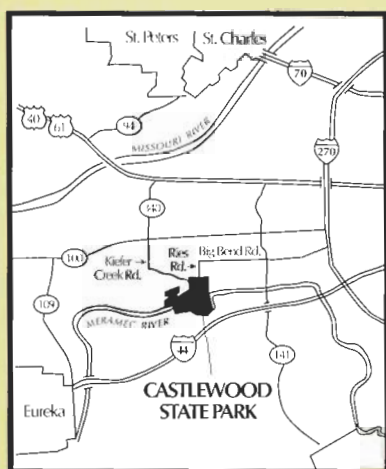 St. Peters
St. Charles
70
40
61
94
MISSOURI RIVER
270
340
100
Kiefer
Creek Rd.
Ries
Rd.
Big Bend Rd.
109
MERAMEC RIVER
44
141
Eureka
CASTLEWOOD
STATE PARK